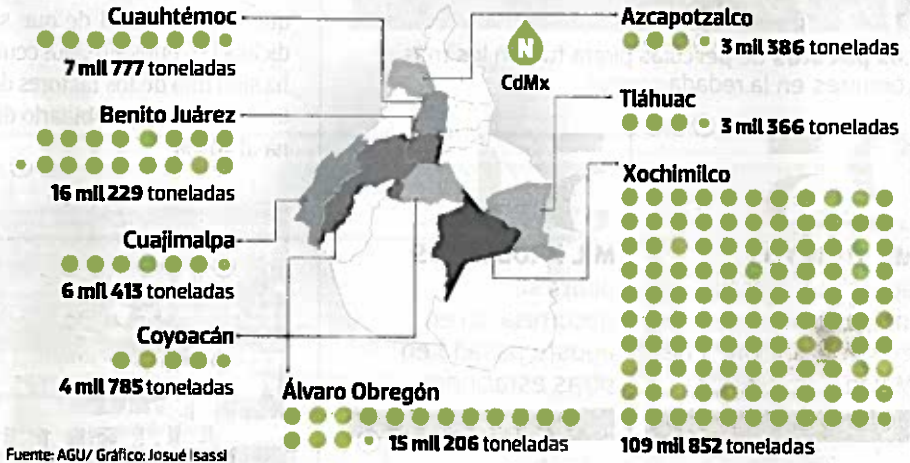 Cuauhtémoc
7 mil 777 toneladas
Benito Juárez
16 mil 229 toneladas
Cuajimalpa
6 mil 413 toneladas
Coyoacán
4 mil 785 toneladas
Álvaro Obregón
15 mil 206 toneladas
N
CdMx
Azcapotzalco
3 mil 386 toneladas
Tláhuac
3 mil 366 toneladas
Xochimilco
109 mil 852 toneladas
Fuente: AGU/ Gráfico: Josué Isassi